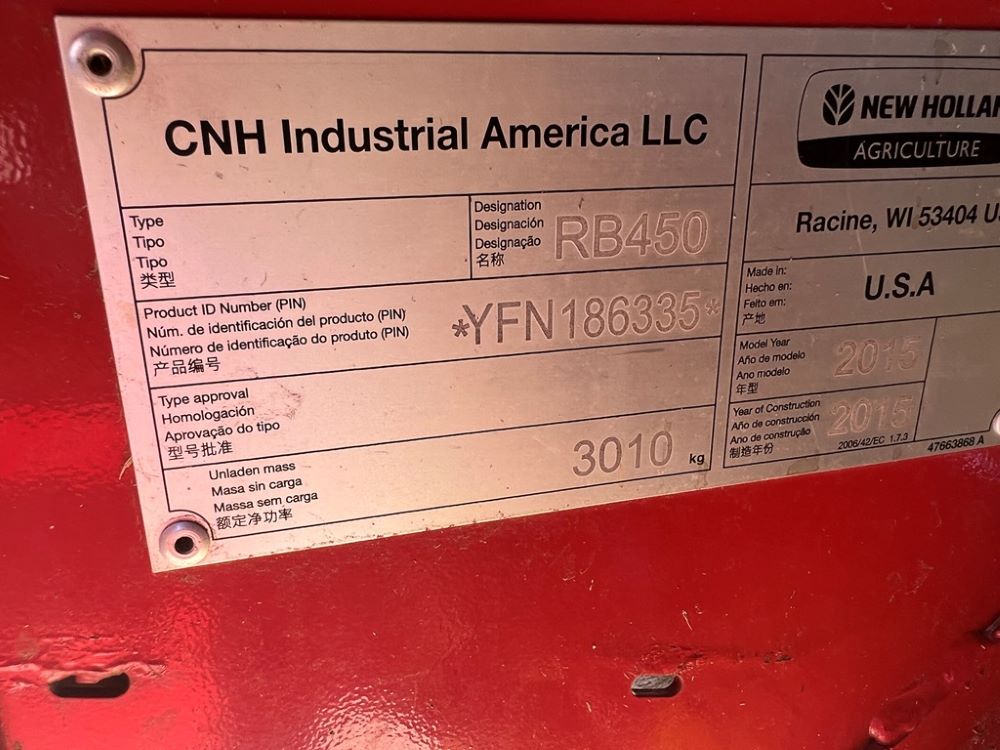 CNH Industrial America LLC
NEW HOLLAN
AGRICULTURE
Type
Tipo
Tipo
类型
Designation
Designación
Designação
名称
RB450
Racine, WI 53404 U.S
Product ID Number (PIN)
Núm. de identificación del producto (PIN)
Número de identificação do produto (PIN)
产品编号
*YFN186335*
Made in:
Hecho en:
Feito em:
产地
U.S.A
Model Year
Año de modelo
Ano modelo
年型
2015
Type approval
Homologación
Aprovação do tipo
型号批准
Year of Construction
Año de construcción
Ano de construção
制造年份
2015
2006/42/EC 1.7.3
47663868 A
Unladen mass
Masa sin carga
Massa sem carga
额定净功率
3010 kg